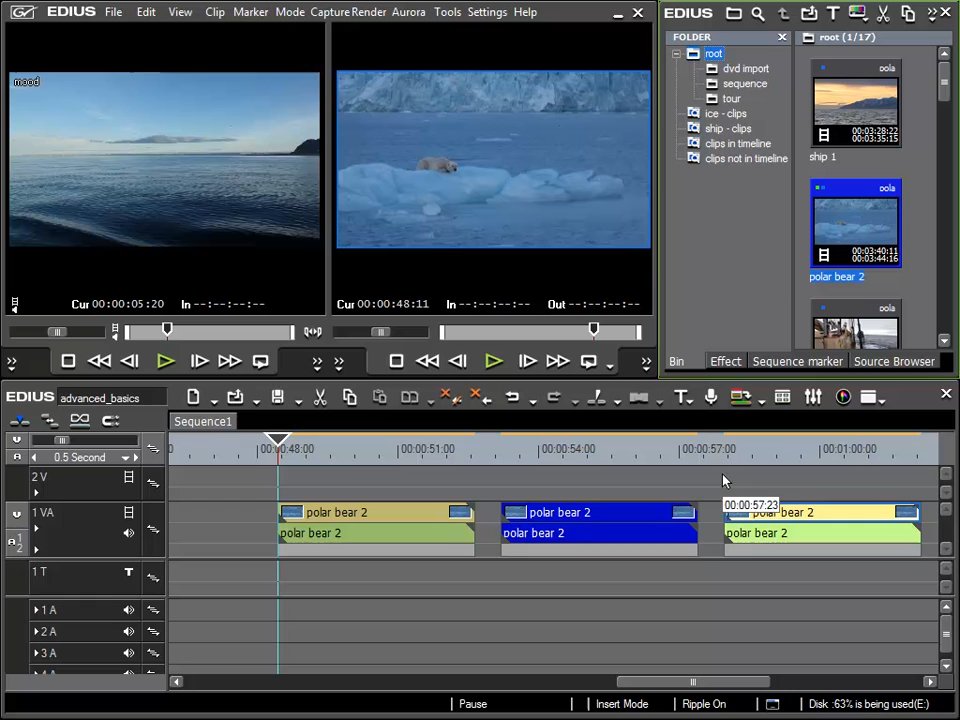 EDIUS File Edit View Clip Marker Mode Capture Render Aurora Tools Settings Help
mood
Cur 00:00:05:20 In --:--:--:--
Cur 00:00:48:11 In --:--:--:-- Out --:--:--:--
EDIUS
FOLDER
root
dvd import
sequence
tour
ice - clips
ship - clips
clips in timeline
clips not in timeline
root (1/17)
oola
00:03:28:22
00:03:35:15
ship 1
oola
00:03:40:11
00:03:44:16
polar bear 2
oola
Bin Effect Sequence marker Source Browser
EDIUS advanced_basics
Sequence1
0.5 Second
0 00:00:48:00 00:00:51:00 00:00:54:00 00:00:57:00 00:01:00:00
2 V
00:00:57:23
1 VA
polar bear 2 polar bear 2 polar bear 2
polar bear 2 polar bear 2 polar bear 2
A 1 2
1 T T
1 A
2 A
3 A
Pause Insert Mode Ripple On Disk :63% is being used(E:)